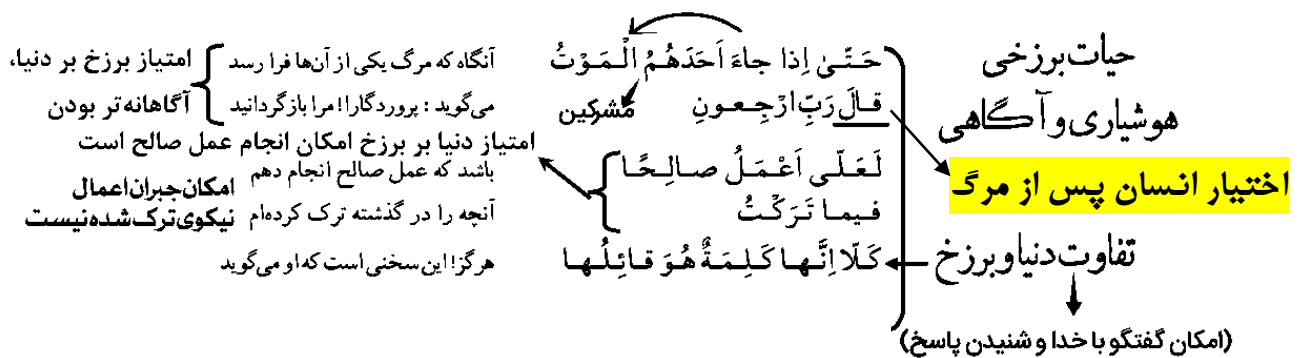 حیات برزخی
هوشیاری و آگاهی
اختیار انسان پس از مرگ
تفاوت دنیا و برزخ
(امکان گفتگو با خدا و شنیدن پاسخ)
حَتّیٰ اِذا جاءَ اَحَدَهُمُ الْمَوْتُ
قالَ رَبِّ ارْجِعونِ
مشرکین
لَعَلّی اَعْمَلُ صالِحًا
فیما تَرَکْتُ
کَلّا اِنَّها کَلِمَةٌ هُوَ قائِلُها
آنگاه که مرگ یکی از آن‌ها فرا رسد
می‌گوید : پروردگارا! مرا بازگردانید
امتیاز برزخ بر دنیا،
آگاهانه‌تر بودن
امتیاز دنیا بر برزخ امکان انجام عمل صالح است
باشد که عمل صالح انجام دهم
آنچه را در گذشته ترک کرده‌ام
امکان جبران اعمال
نیکوی ترک شده نیست
هرگز! این سخنی است که او می‌گوید